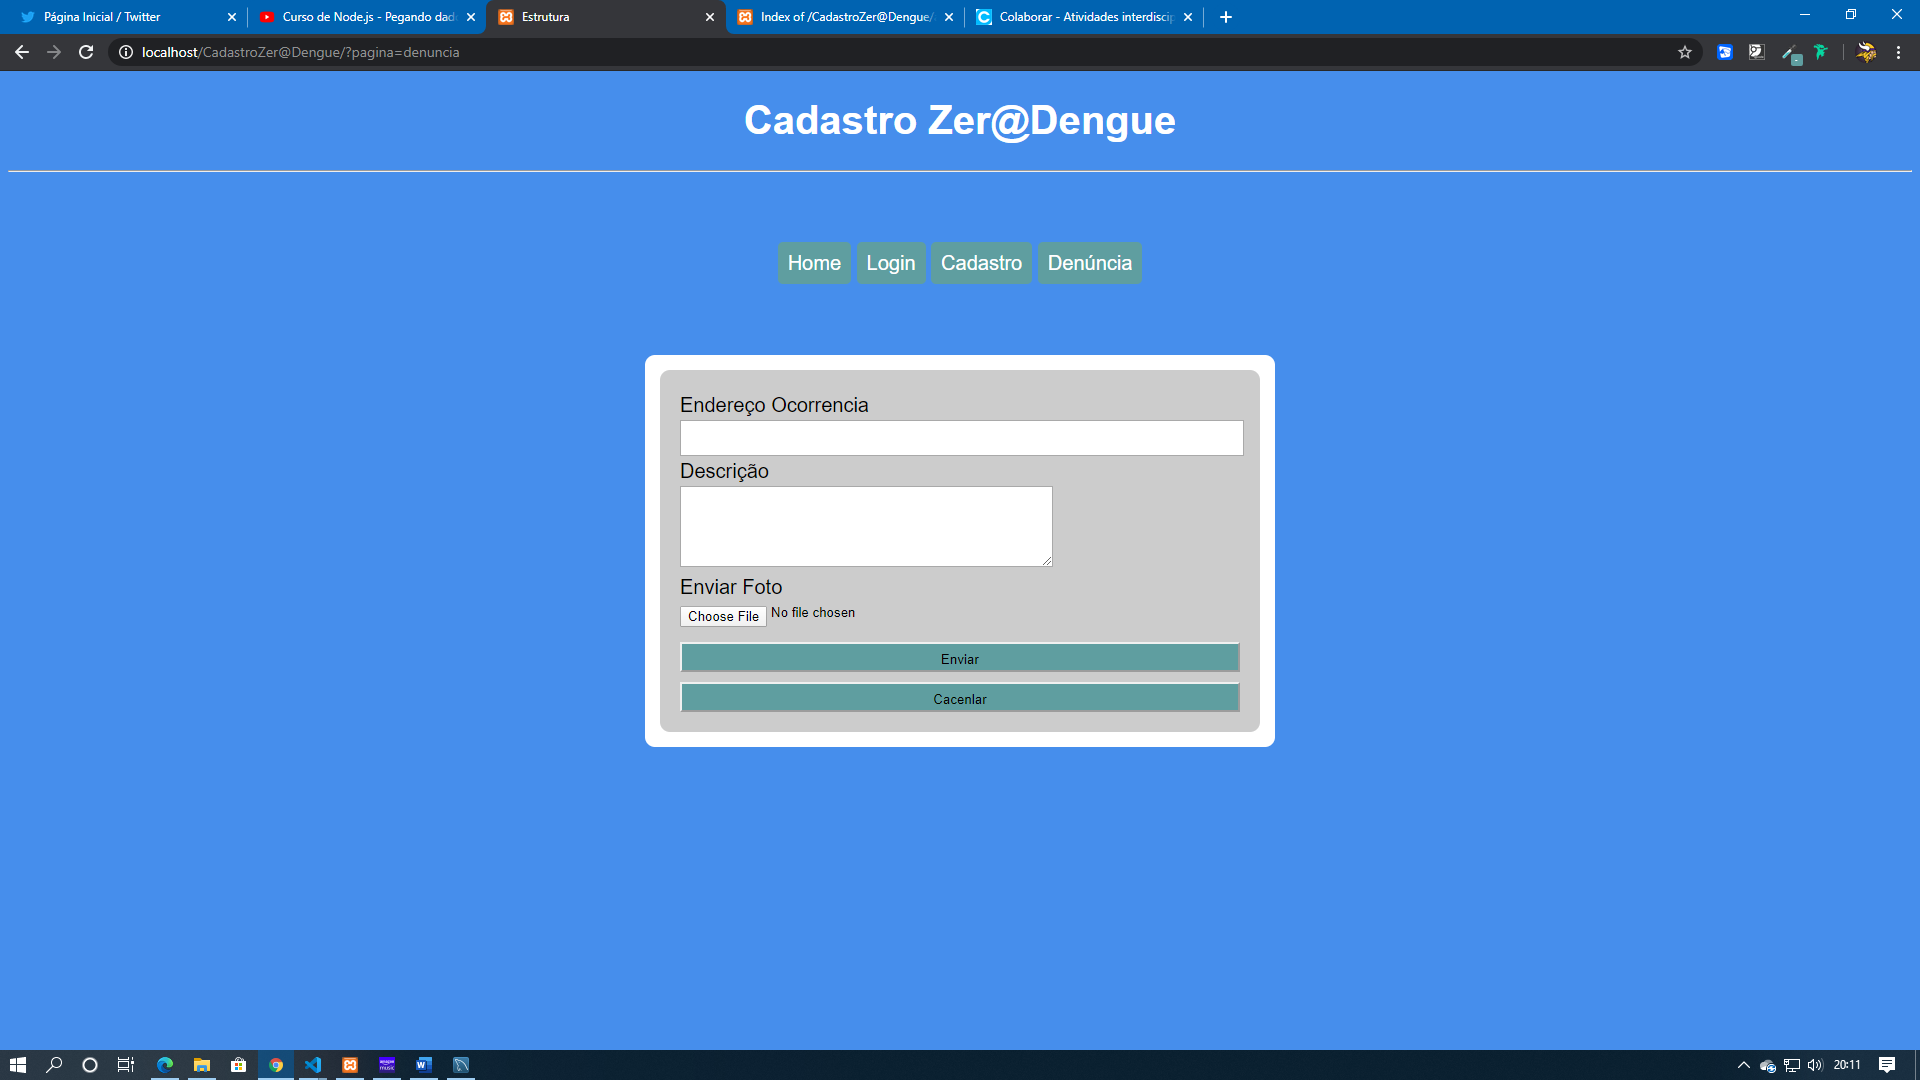 Página Inicial / Twitter
Curso de Node.js - Pegando dad
Estrutura
Index of /CadastroZer@Dengue/
Colaborar - Atividades interdiscip
localhost/CadastroZer@Dengue/?pagina=denuncia
Cadastro Zer@Dengue
Home Login Cadastro Denúncia
Endereço Ocorrencia
Descrição
Enviar Foto
Choose File No file chosen
Enviar
Cacenlar
amazon music
20:11